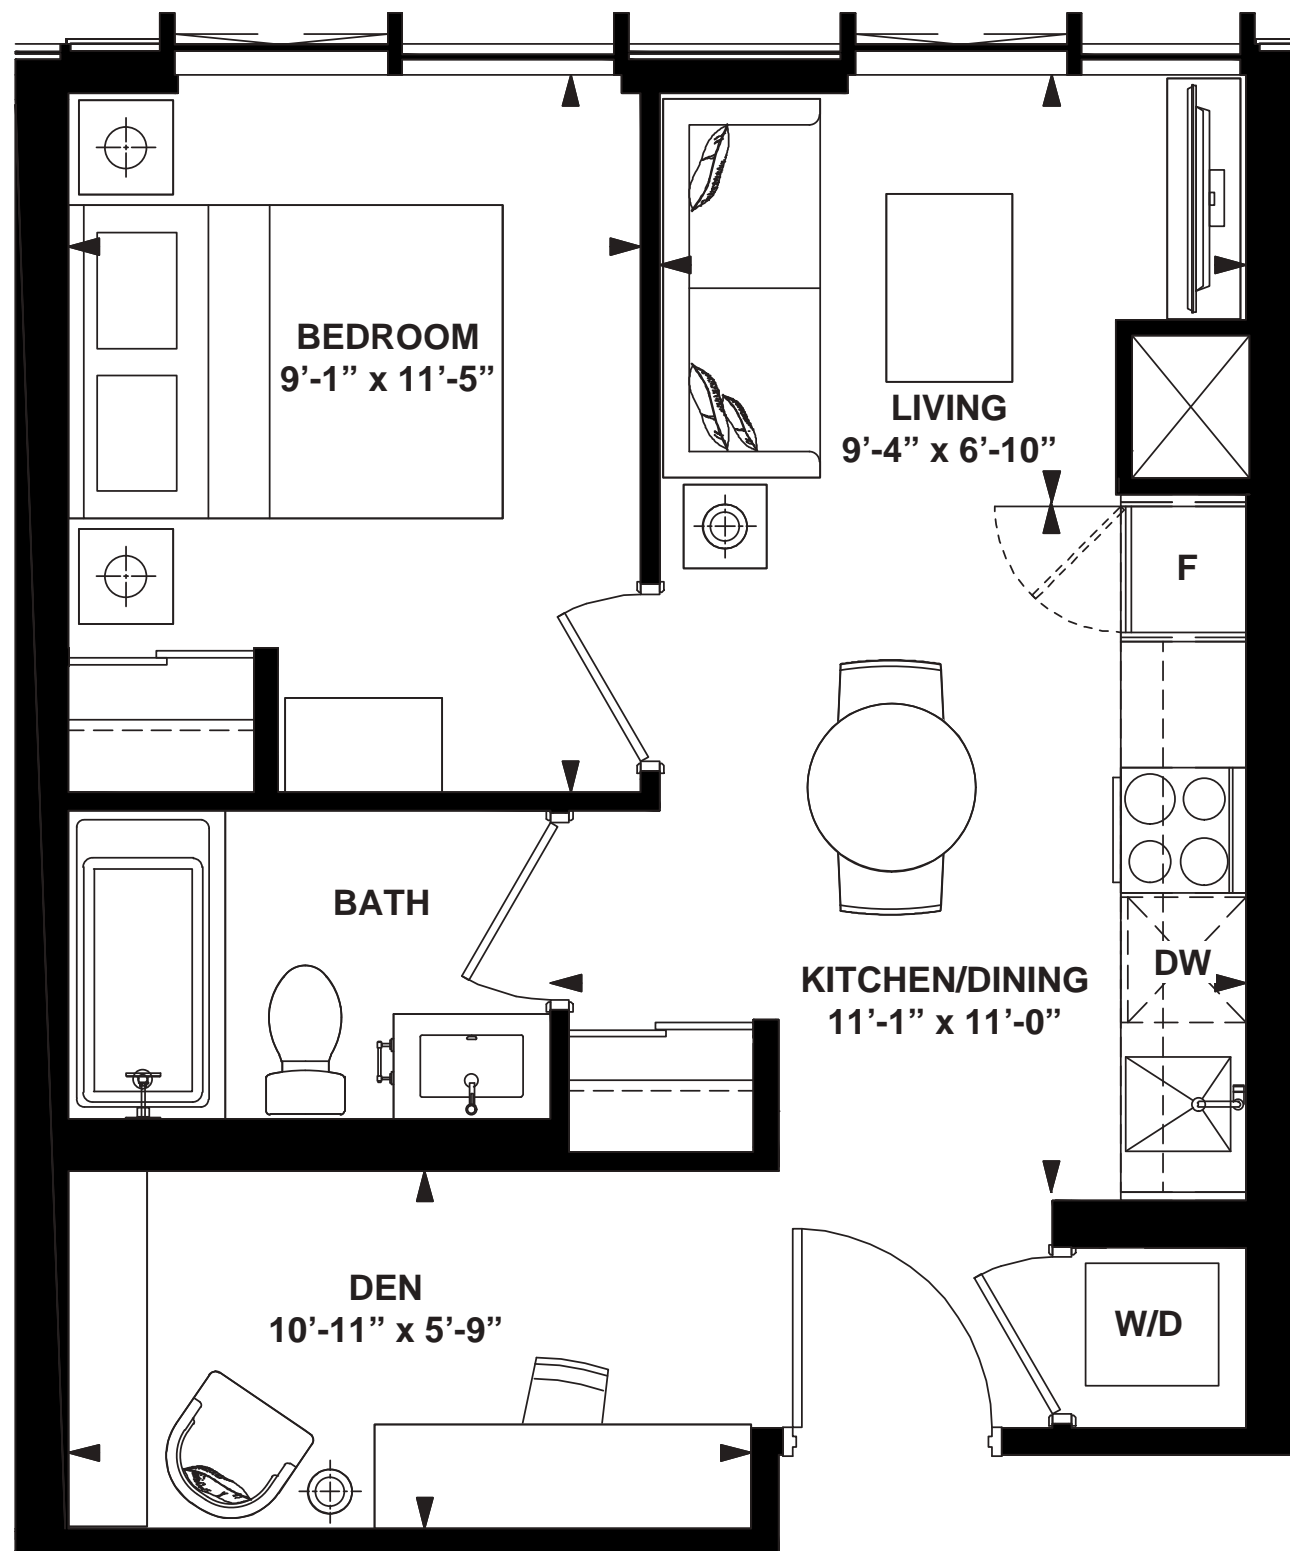 BEDROOM
9’-1” x 11’-5”
LIVING
9’-4” x 6’-10”
F
BATH
DW
KITCHEN/DINING
11’-1” x 11’-0”
DEN
10’-11” x 5’-9”
W/D